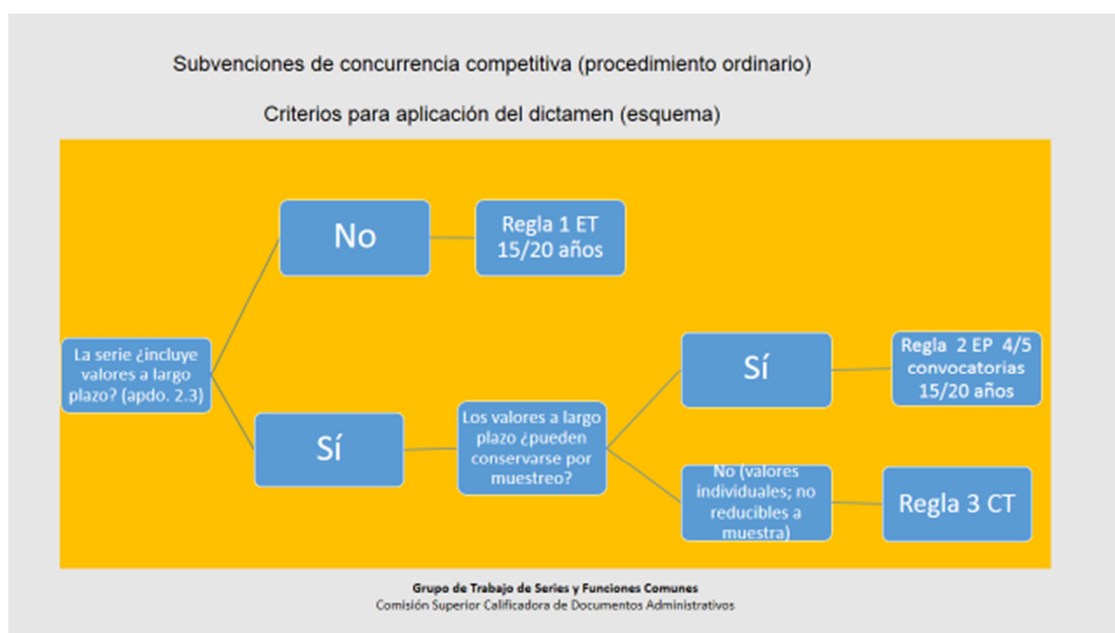 Subvenciones de concurrencia competitiva (procedimiento ordinario)
Criterios para aplicación del dictamen (esquema)
No
Regla 1 ET
15/20 años
La serie ¿incluye
valores a largo
plazo? (apdo. 2.3)
Sí
Los valores a largo
plazo ¿pueden
conservarse por
muestreo?
Sí
Regla 2 EP 4/5
convocatorias
15/20 años
No (valores
individuales; no
reducibles a
muestra)
Regla 3 CT
Grupo de Trabajo de Series y Funciones Comunes
Comisión Superior Calificadora de Documentos Administrativos